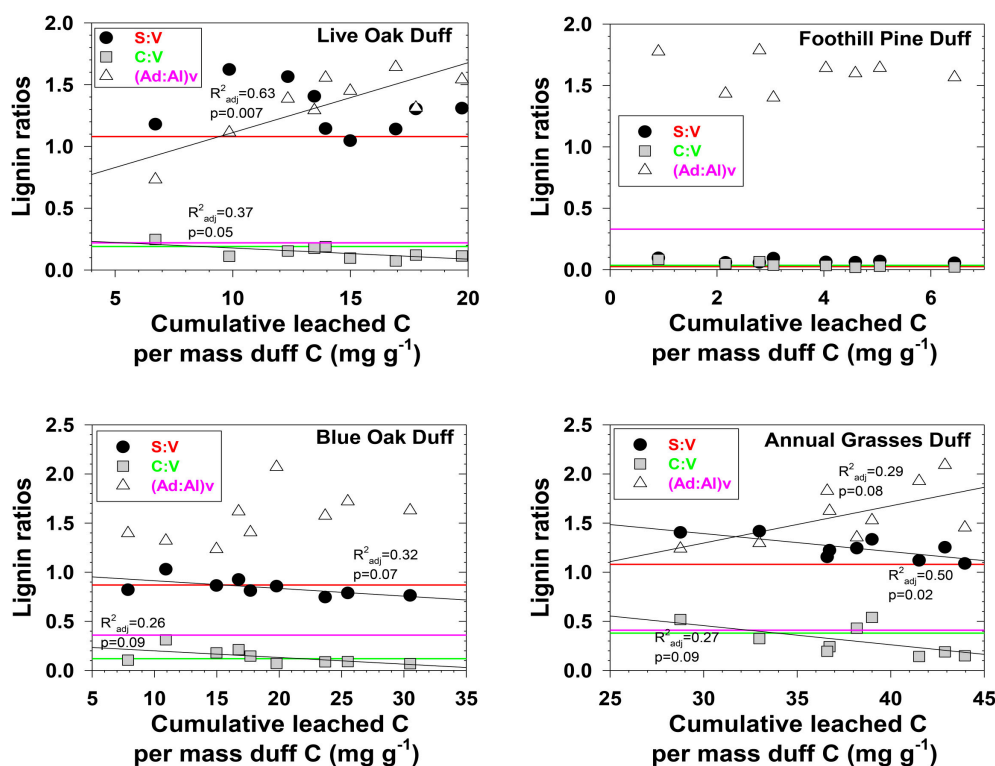 Live Oak Duff
S:V
C:V
(Ad:Al)v
R²adj=0.63
p=0.007
R²adj=0.37
p=0.05
Lignin ratios
2.0
1.5
1.0
0.5
0.0
5 10 15 20
Cumulative leached C
per mass duff C (mg g⁻¹)
Foothill Pine Duff
S:V
C:V
(Ad:Al)v
Lignin ratios
2.0
1.5
1.0
0.5
0.0
0 2 4 6
Cumulative leached C
per mass duff C (mg g⁻¹)
Blue Oak Duff
S:V
C:V
(Ad:Al)v
R²adj=0.32
p=0.07
R²adj=0.26
p=0.09
Lignin ratios
2.5
2.0
1.5
1.0
0.5
0.0
5 10 15 20 25 30 35
Cumulative leached C
per mass duff C (mg g⁻¹)
Annual Grasses Duff
S:V
C:V
(Ad:Al)v
R²adj=0.29
p=0.08
R²adj=0.50
p=0.02
R²adj=0.27
p=0.09
Lignin ratios
2.5
2.0
1.5
1.0
0.5
0.0
25 30 35 40 45
Cumulative leached C
per mass duff C (mg g⁻¹)